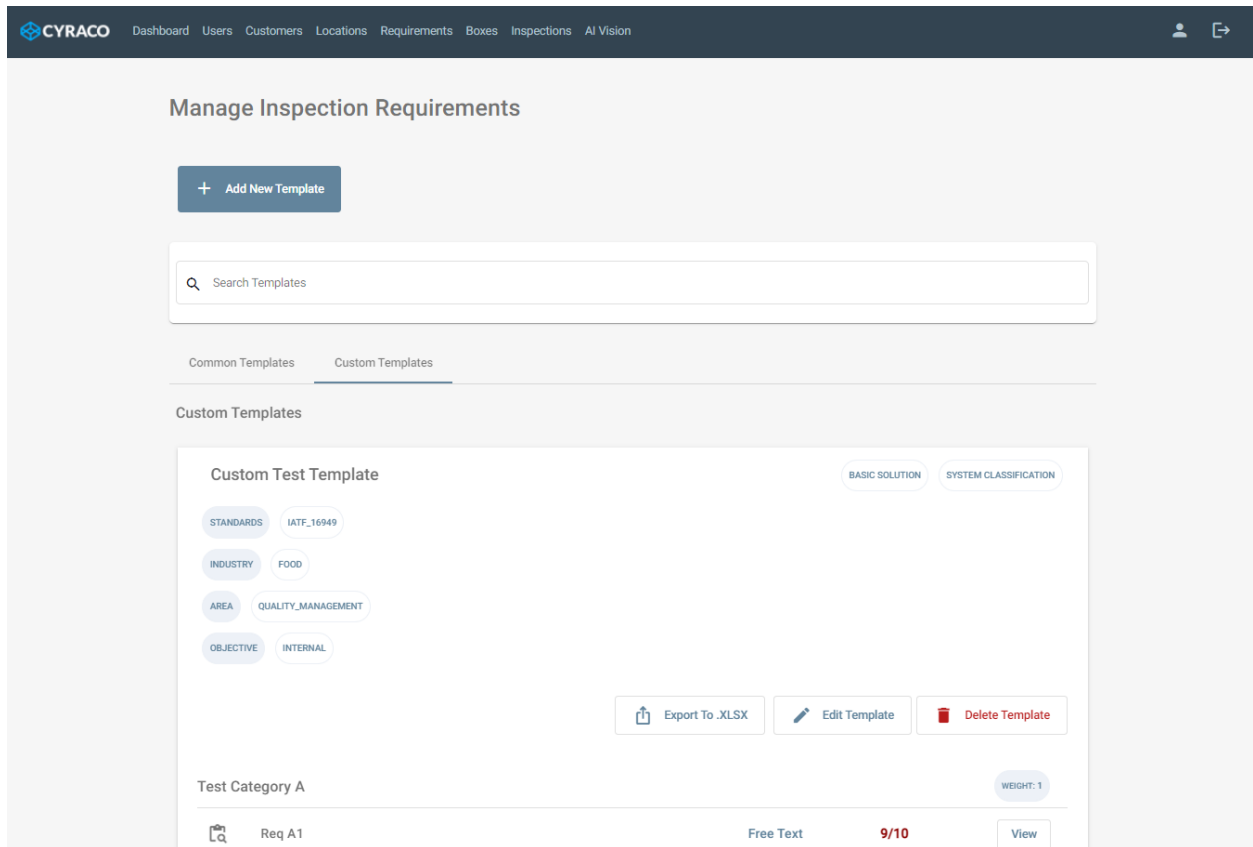 CYRACO Dashboard Users Customers Locations Requirements Boxes Inspections AI Vision
Manage Inspection Requirements
Add New Template
Search Templates
Common Templates Custom Templates
Custom Templates
Custom Test Template BASIC SOLUTION SYSTEM CLASSIFICATION
STANDARDS IATF_16949
INDUSTRY FOOD
AREA QUALITY_MANAGEMENT
OBJECTIVE INTERNAL
Export To .XLSX Edit Template Delete Template
Test Category A WEIGHT: 1
Req A1 Free Text 9/10 View